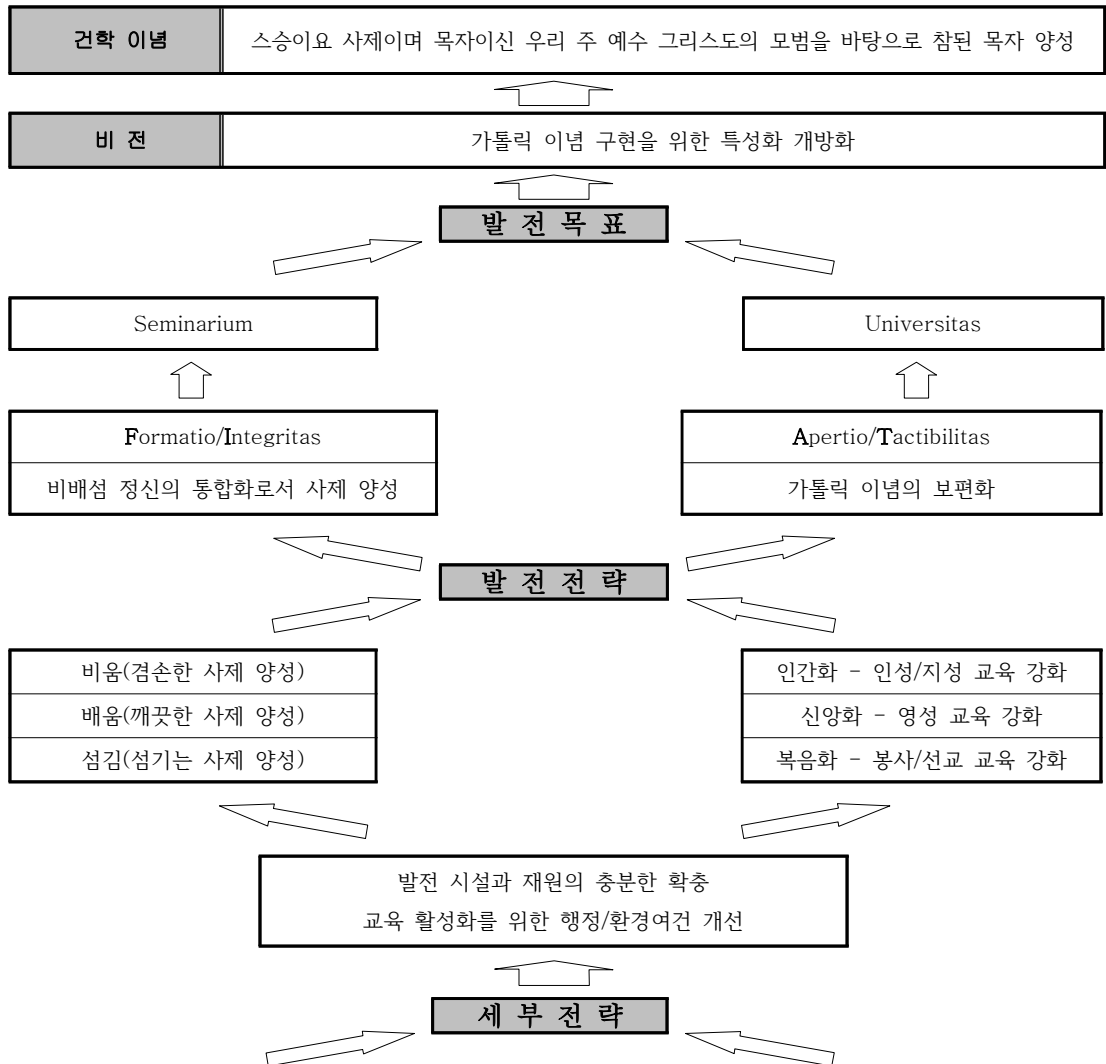 건학 이념
스승이요 사제이며 목자이신 우리 주 예수 그리스도의 모범을 바탕으로 참된 목자 양성
비 전
가톨릭 이념 구현을 위한 특성화 개방화
발 전 목 표
Seminarium
Universitas
Formatio/Integritas
비배섬 정신의 통합화로서 사제 양성
Apertio/Tactibilitas
가톨릭 이념의 보편화
발 전 전 략
비움(겸손한 사제 양성)
배움(깨끗한 사제 양성)
섬김(섬기는 사제 양성)
인간화 - 인성/지성 교육 강화
신앙화 - 영성 교육 강화
복음화 - 봉사/선교 교육 강화
발전 시설과 재원의 충분한 확충
교육 활성화를 위한 행정/환경여건 개선
세 부 전 략